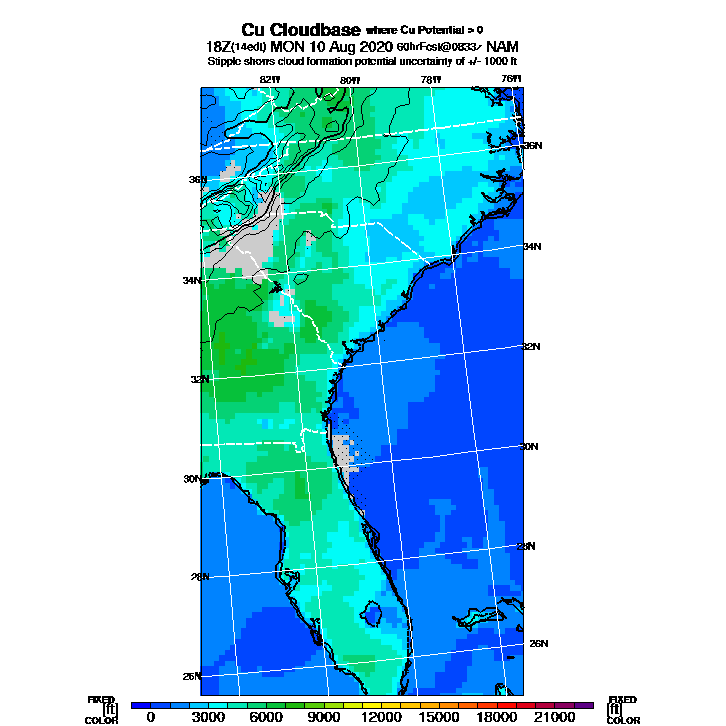 Cu Cloudbase where Cu Potential > 0
18Z(14edt) MON 10 Aug 2020 60hrFcst@0833z NAM
Stipple shows cloud formation potential uncertainty of +/- 1000 ft
82W 80W 78W 76W
36N
36N
34N
34N
32N
32N
30N
30N
28N
28N
26N
26N
FIXED FIXED
[ft] [ft]
COLOR 0 3000 6000 9000 12000 15000 18000 21000 COLOR